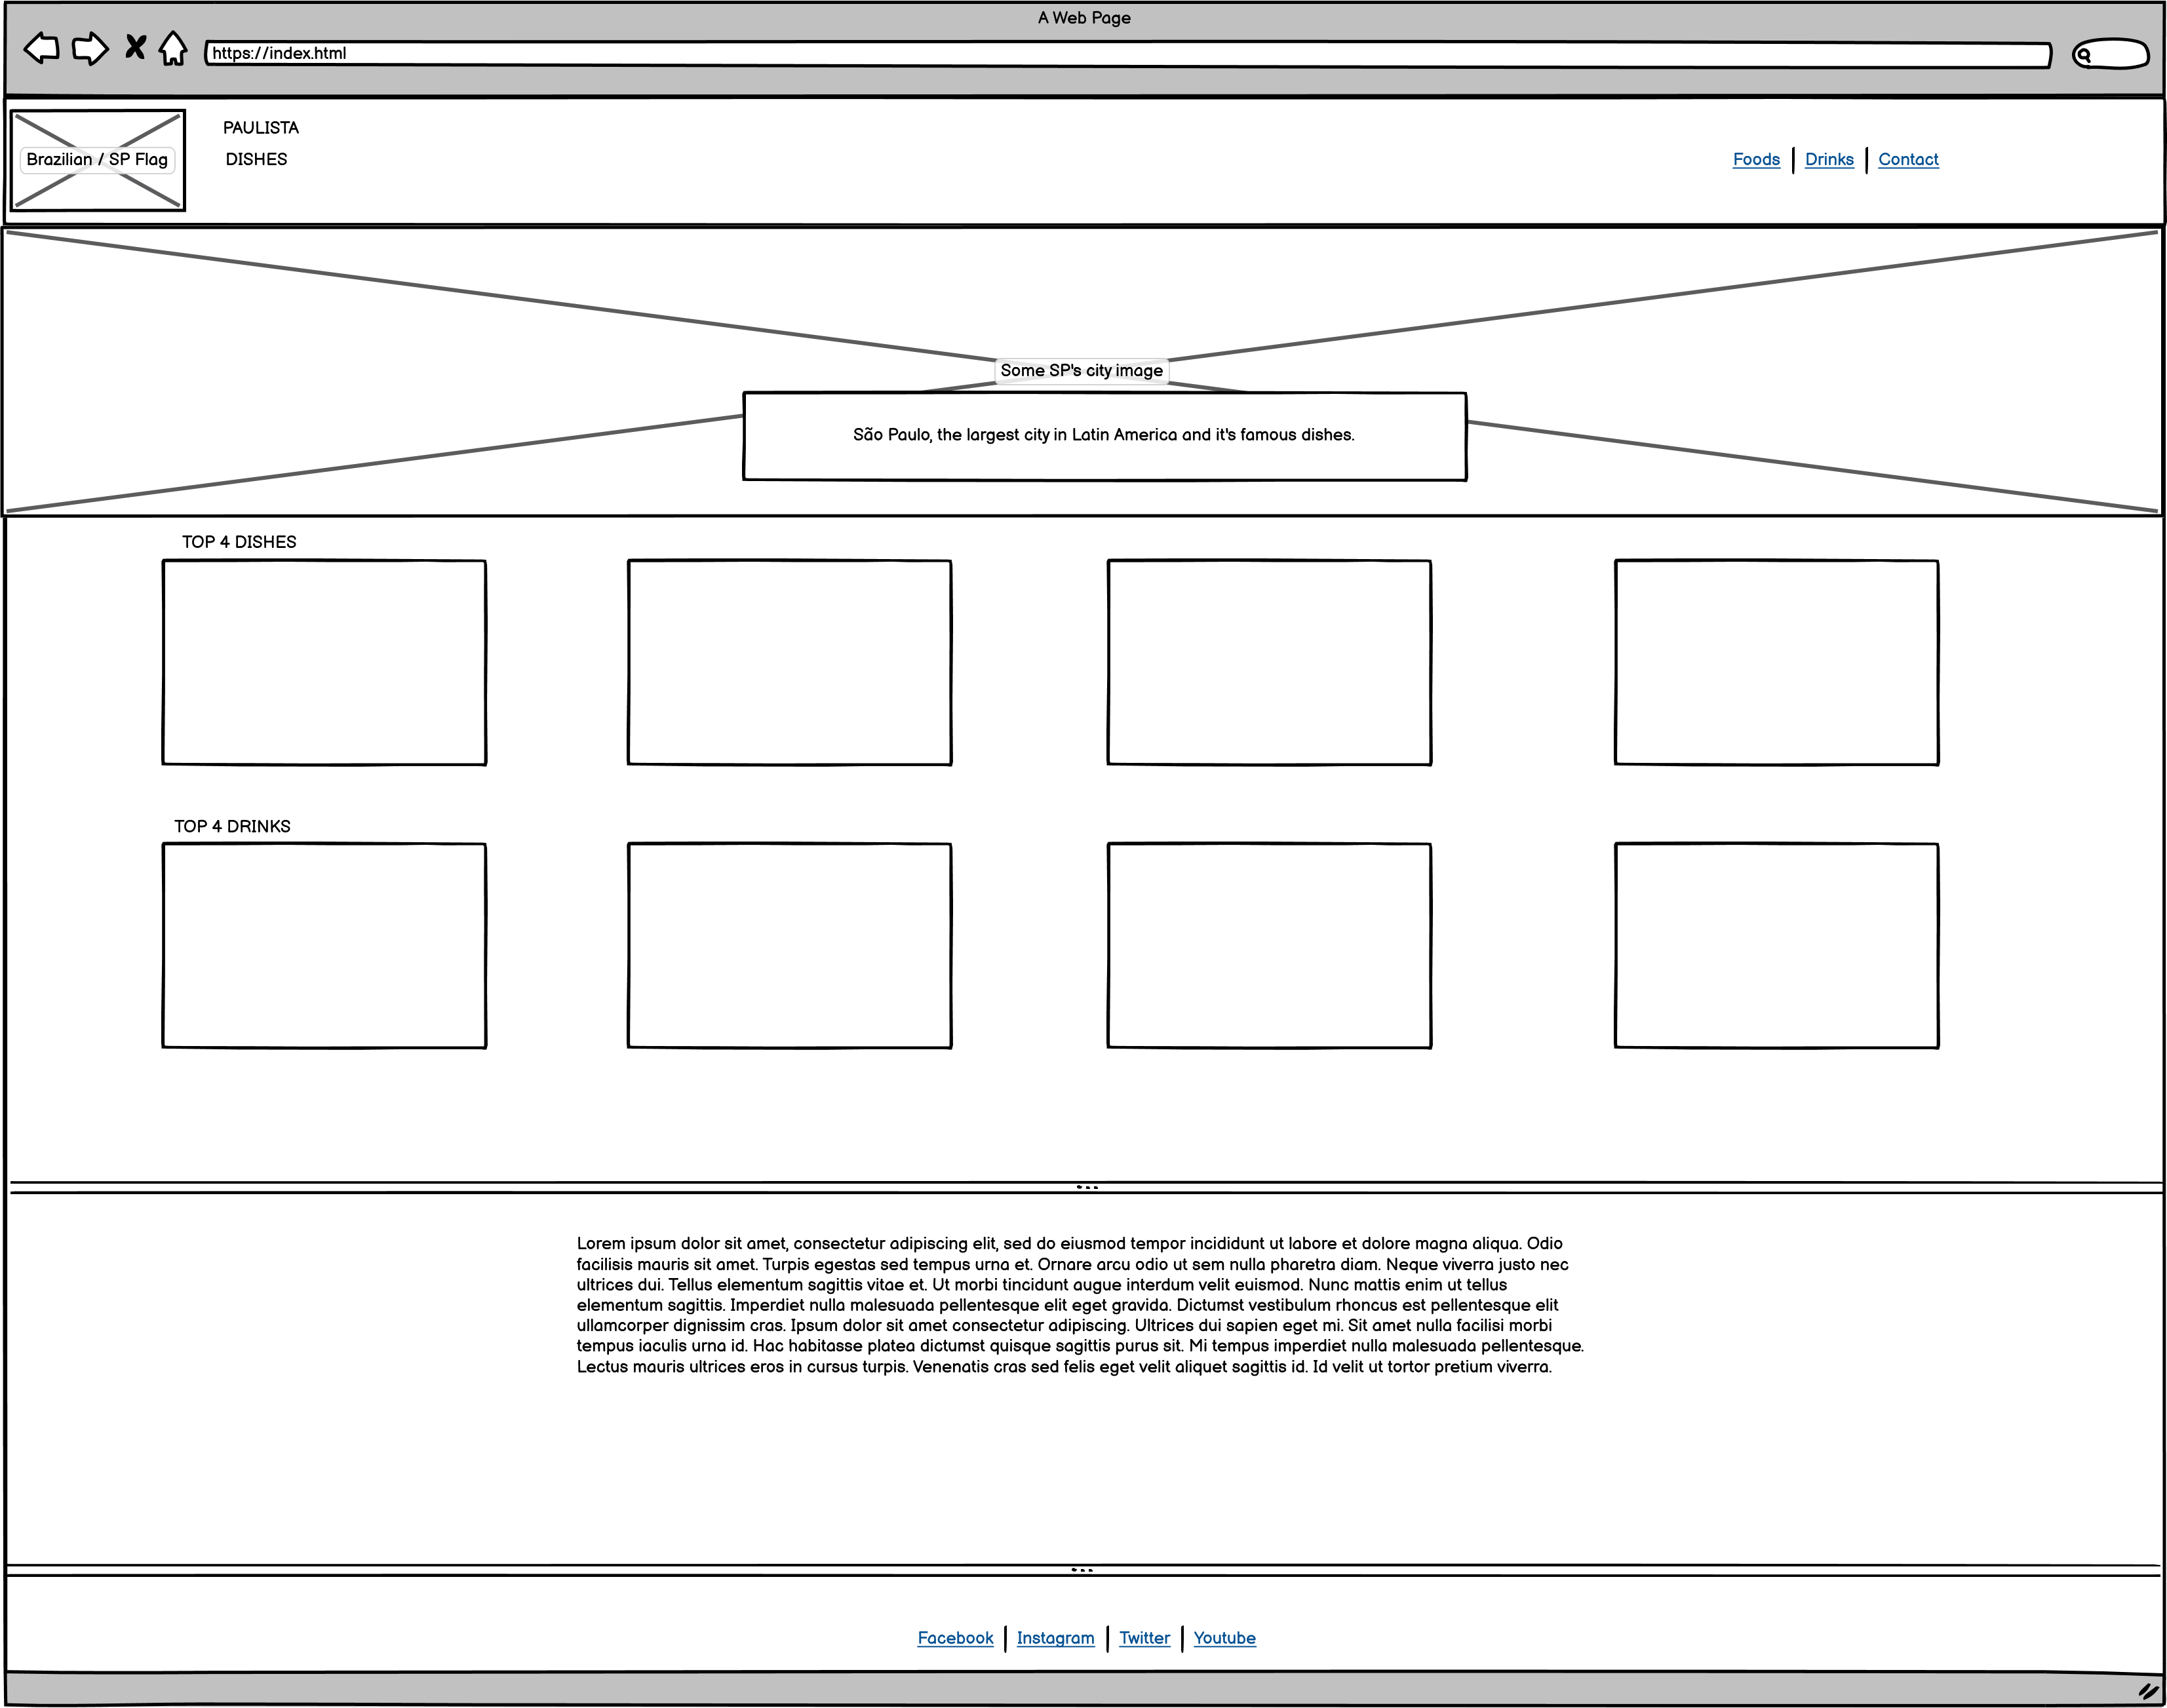 A Web Page
https://index.html
PAULISTA
Brazilian / SP Flag
DISHES
Foods Drinks Contact
Some SP's city image
São Paulo, the largest city in Latin America and it's famous dishes.
TOP 4 DISHES
TOP 4 DRINKS
Lorem ipsum dolor sit amet, consectetur adipiscing elit, sed do eiusmod tempor incididunt ut labore et dolore magna aliqua. Odio
facilisis mauris sit amet. Turpis egestas sed tempus urna et. Ornare arcu odio ut sem nulla pharetra diam. Neque viverra justo nec
ultrices dui. Tellus elementum sagittis vitae et. Ut morbi tincidunt augue interdum velit euismod. Nunc mattis enim ut tellus
elementum sagittis. Imperdiet nulla malesuada pellentesque elit eget gravida. Dictumst vestibulum rhoncus est pellentesque elit
ullamcorper dignissim cras. Ipsum dolor sit amet consectetur adipiscing. Ultrices dui sapien eget mi. Sit amet nulla facilisi morbi
tempus iaculis urna id. Hac habitasse platea dictumst quisque sagittis purus sit. Mi tempus imperdiet nulla malesuada pellentesque.
Lectus mauris ultrices eros in cursus turpis. Venenatis cras sed felis eget velit aliquet sagittis id. Id velit ut tortor pretium viverra.
Facebook Instagram Twitter Youtube